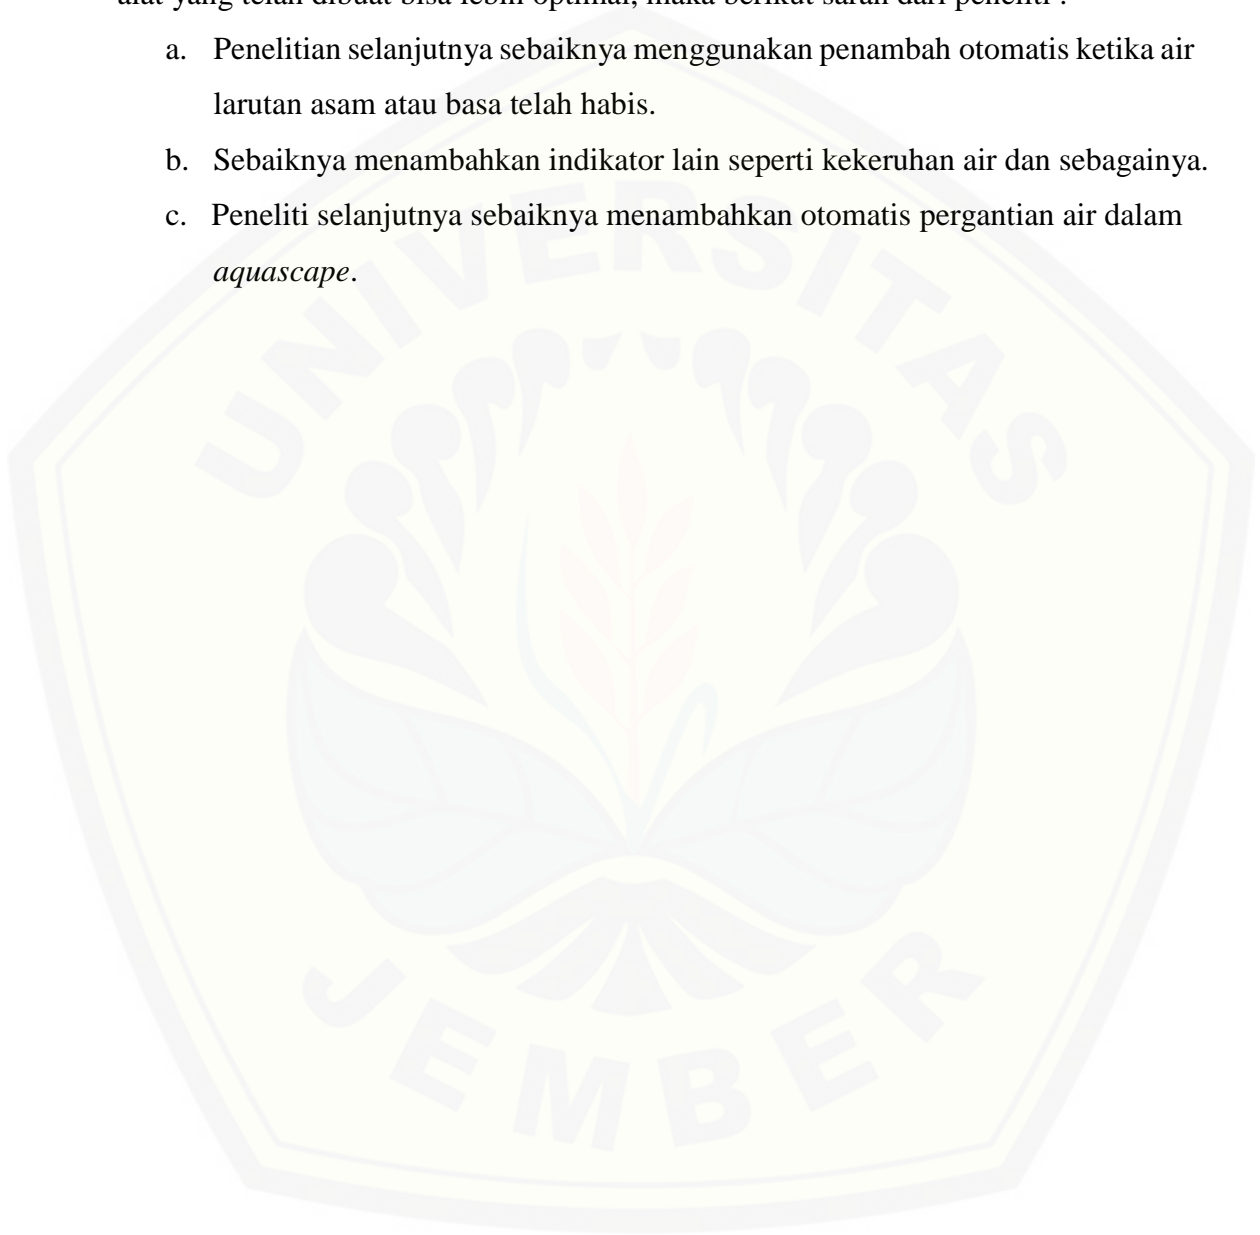 alat yang telah dibuat bisa lebih optimal, maka berikut saran dari peneliti :
a. Penelitian selanjutnya sebaiknya menggunakan penambah otomatis ketika air
larutan asam atau basa telah habis.
b. Sebaiknya menambahkan indikator lain seperti kekeruhan air dan sebagainya.
c. Peneliti selanjutnya sebaiknya menambahkan otomatis pergantian air dalam
aquascape.
UNIVERSITAS
JEMBER